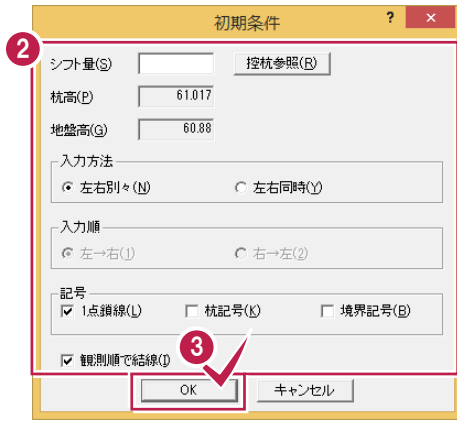 初期条件 ? ×
2
シフト量(S) 控杭参照(R)
杭高(P) 61.017
地盤高(G) 60.88
入力方法
左右別々(N) 左右同時(Y)
入力順
左→右(1) 右→左(2)
記号
1点鎖線(L) 杭記号(K) 境界記号(B)
観測順で結線(I)
3
OK キャンセル